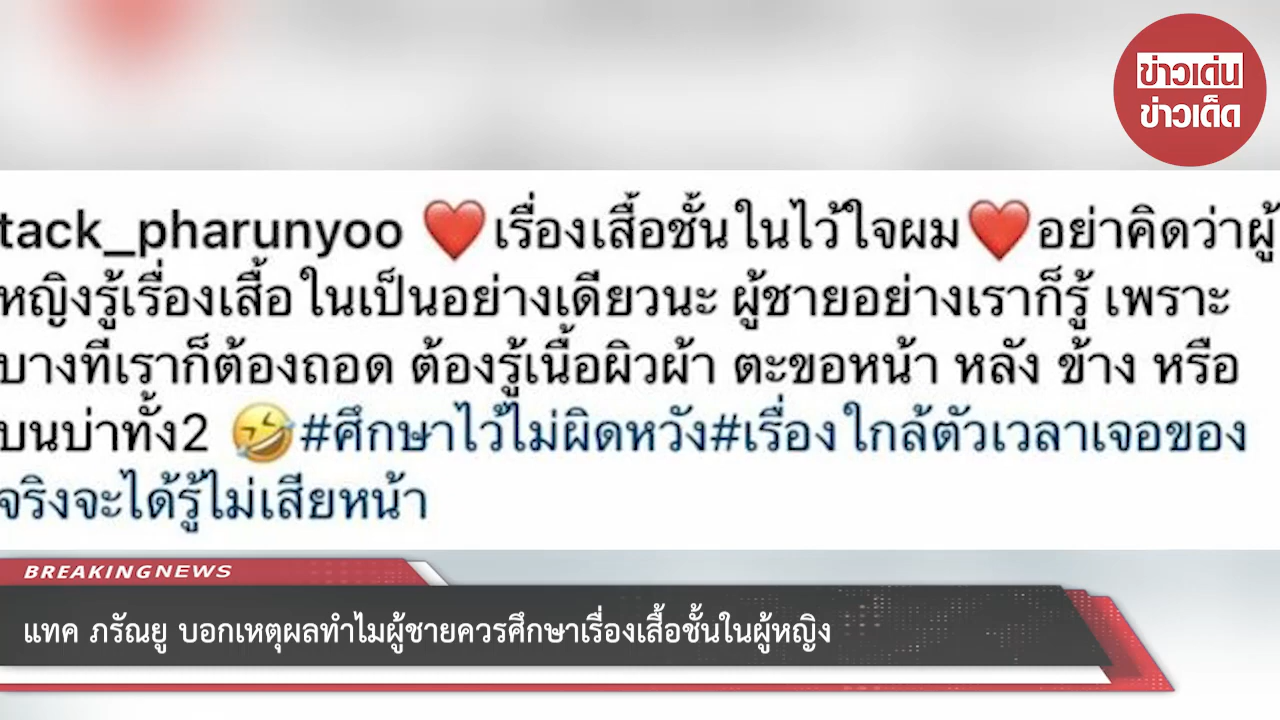 ข่าวเด่น
ข่าวเด็ด
tack_pharunyoo ❤️เรื่องเสื้อชั้นในไว้ใจผม❤️อย่าคิดว่าผู้
หญิงรู้เรื่องเสื้อในเป็นอย่างเดียวนะ ผู้ชายอย่างเราก็รู้ เพราะ
บางทีเราก็ต้องถอด ต้องรู้เนื้อผิวผ้า ตะขอหน้า หลัง ข้าง หรือ
บนบ่าทั้ง2 🤣#ศึกษาไว้ไม่ผิดหวัง#เรื่องใกล้ตัวเวลาเจอของ
จริงจะได้รู้ไม่เสียหน้า
BREAKINGNEWS
แทค ภรัณยู บอกเหตุผลทำไมผู้ชายควรศึกษาเรื่องเสื้อชั้นในผู้หญิง